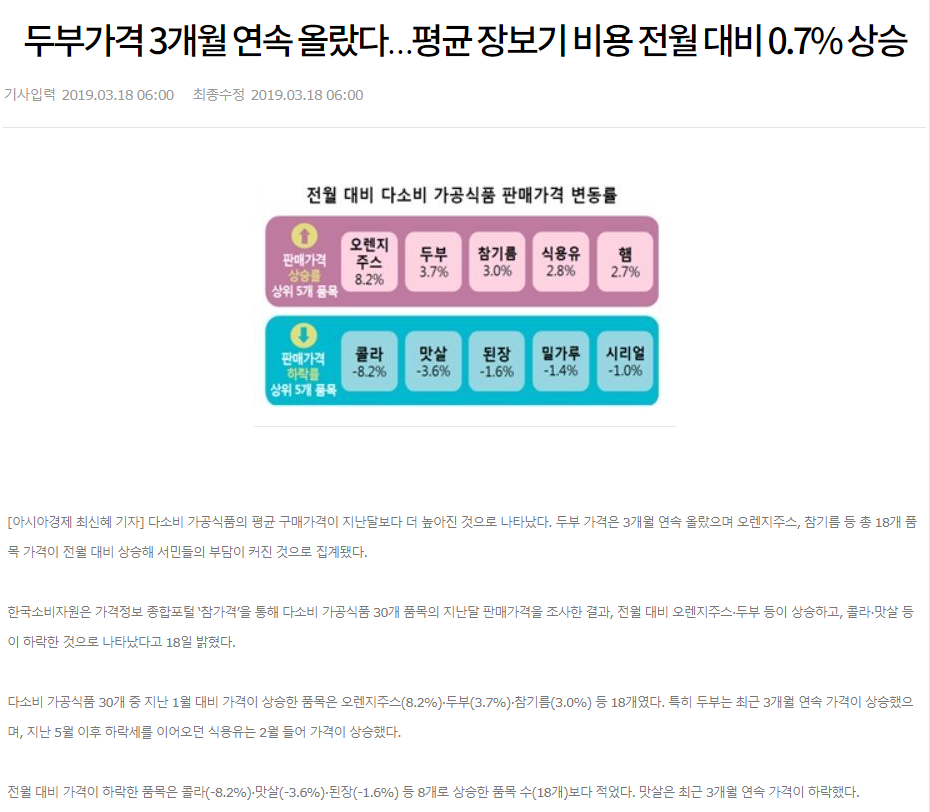 두부가격 3개월 연속 올랐다…평균 장보기 비용 전월 대비 0.7% 상승
기사입력 2019.03.18 06:00 최종수정 2019.03.18 06:00
전월 대비 다소비 가공식품 판매가격 변동률
판매가격
상승률
상위 5개 품목
오렌지
주스
8.2%
두부
3.7%
참기름
3.0%
식용유
2.8%
햄
2.7%
판매가격
하락률
상위 5개 품목
콜라
-8.2%
맛살
-3.6%
된장
-1.6%
밀가루
-1.4%
시리얼
-1.0%
[아시아경제 최신혜 기자] 다소비 가공식품의 평균 구매가격이 지난달보다 더 높아진 것으로 나타났다. 두부 가격은 3개월 연속 올랐으며 오렌지주스, 참기름 등 총 18개 품
목 가격이 전월 대비 상승해 서민들의 부담이 커진 것으로 집계됐다.
한국소비자원은 가격정보 종합포털 '참가격'을 통해 다소비 가공식품 30개 품목의 지난달 판매가격을 조사한 결과, 전월 대비 오렌지주스·두부 등이 상승하고, 콜라·맛살 등
이 하락한 것으로 나타났다고 18일 밝혔다.
다소비 가공식품 30개 중 지난 1월 대비 가격이 상승한 품목은 오렌지주스(8.2%)·두부(3.7%)·참기름(3.0%) 등 18개였다. 특히 두부는 최근 3개월 연속 가격이 상승했으
며, 지난 5월 이후 하락세를 이어오던 식용유는 2월 들어 가격이 상승했다.
전월 대비 가격이 하락한 품목은 콜라(-8.2%)·맛살(-3.6%)·된장(-1.6%) 등 8개로 상승한 품목 수(18개)보다 적었다. 맛살은 최근 3개월 연속 가격이 하락했다.